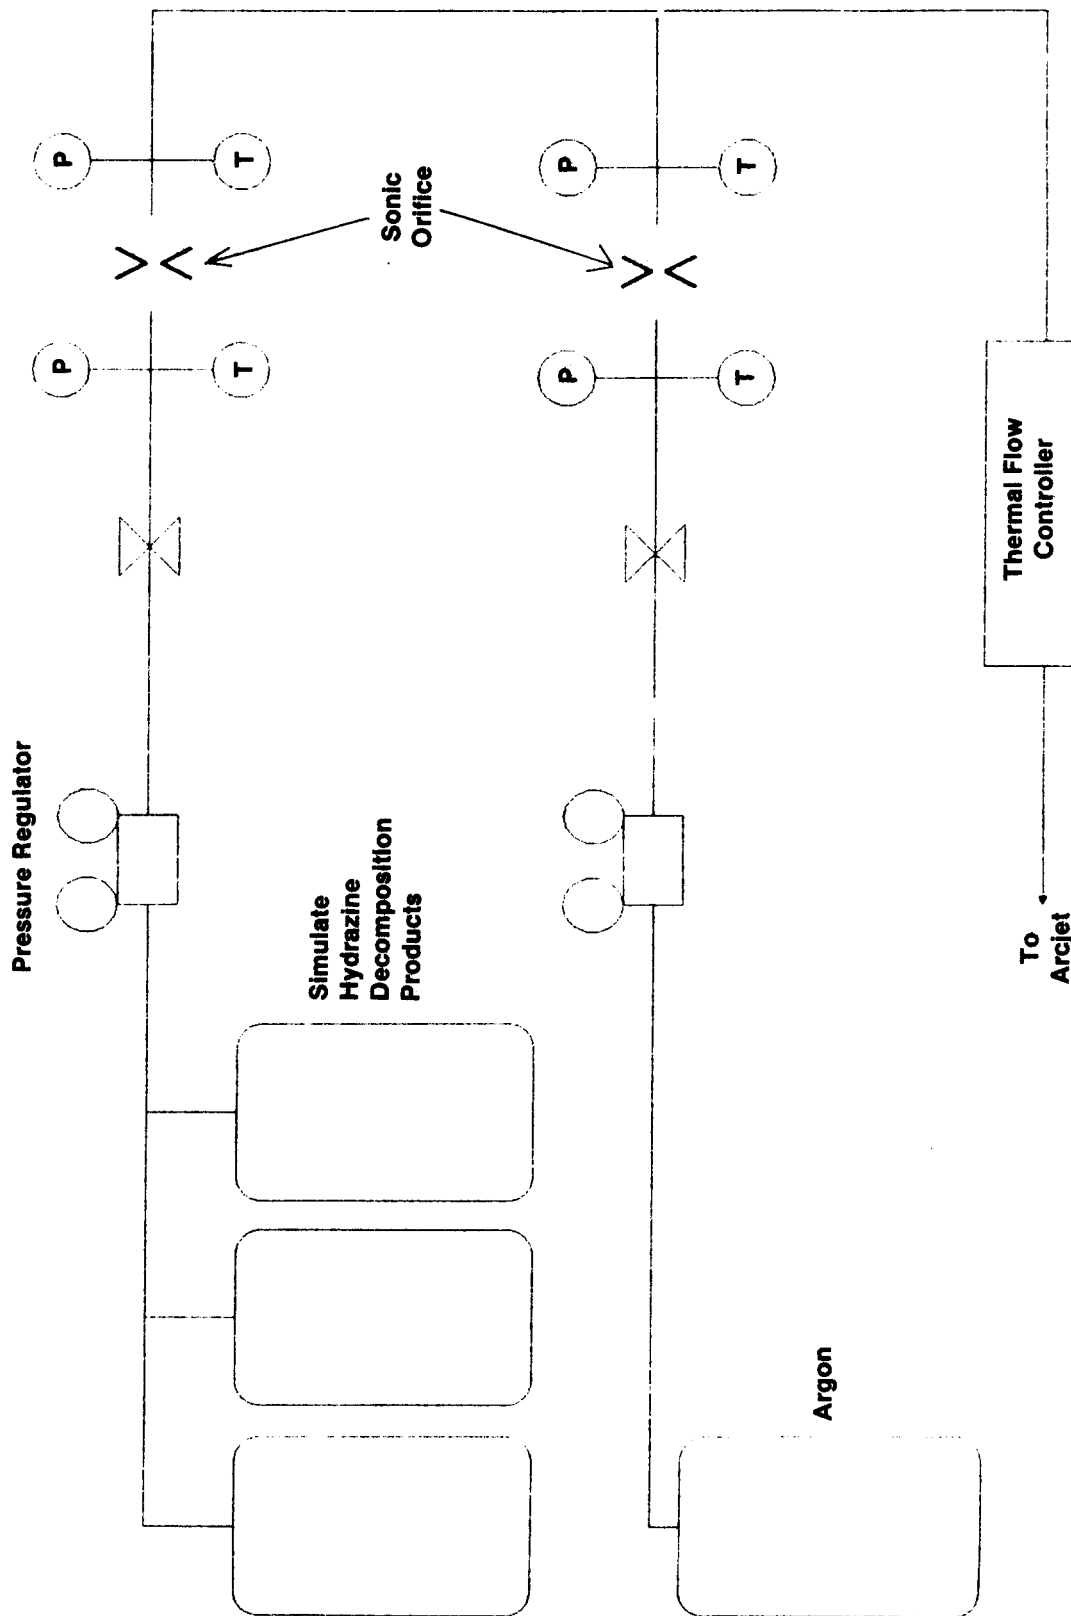 Pressure Regulator
P
P
T
T
Simulate
Hydrazine
Decomposition
Products
Sonic
Orifice
P
P
T
T
Argon
To
Arcjet
Thermal Flow
Controller